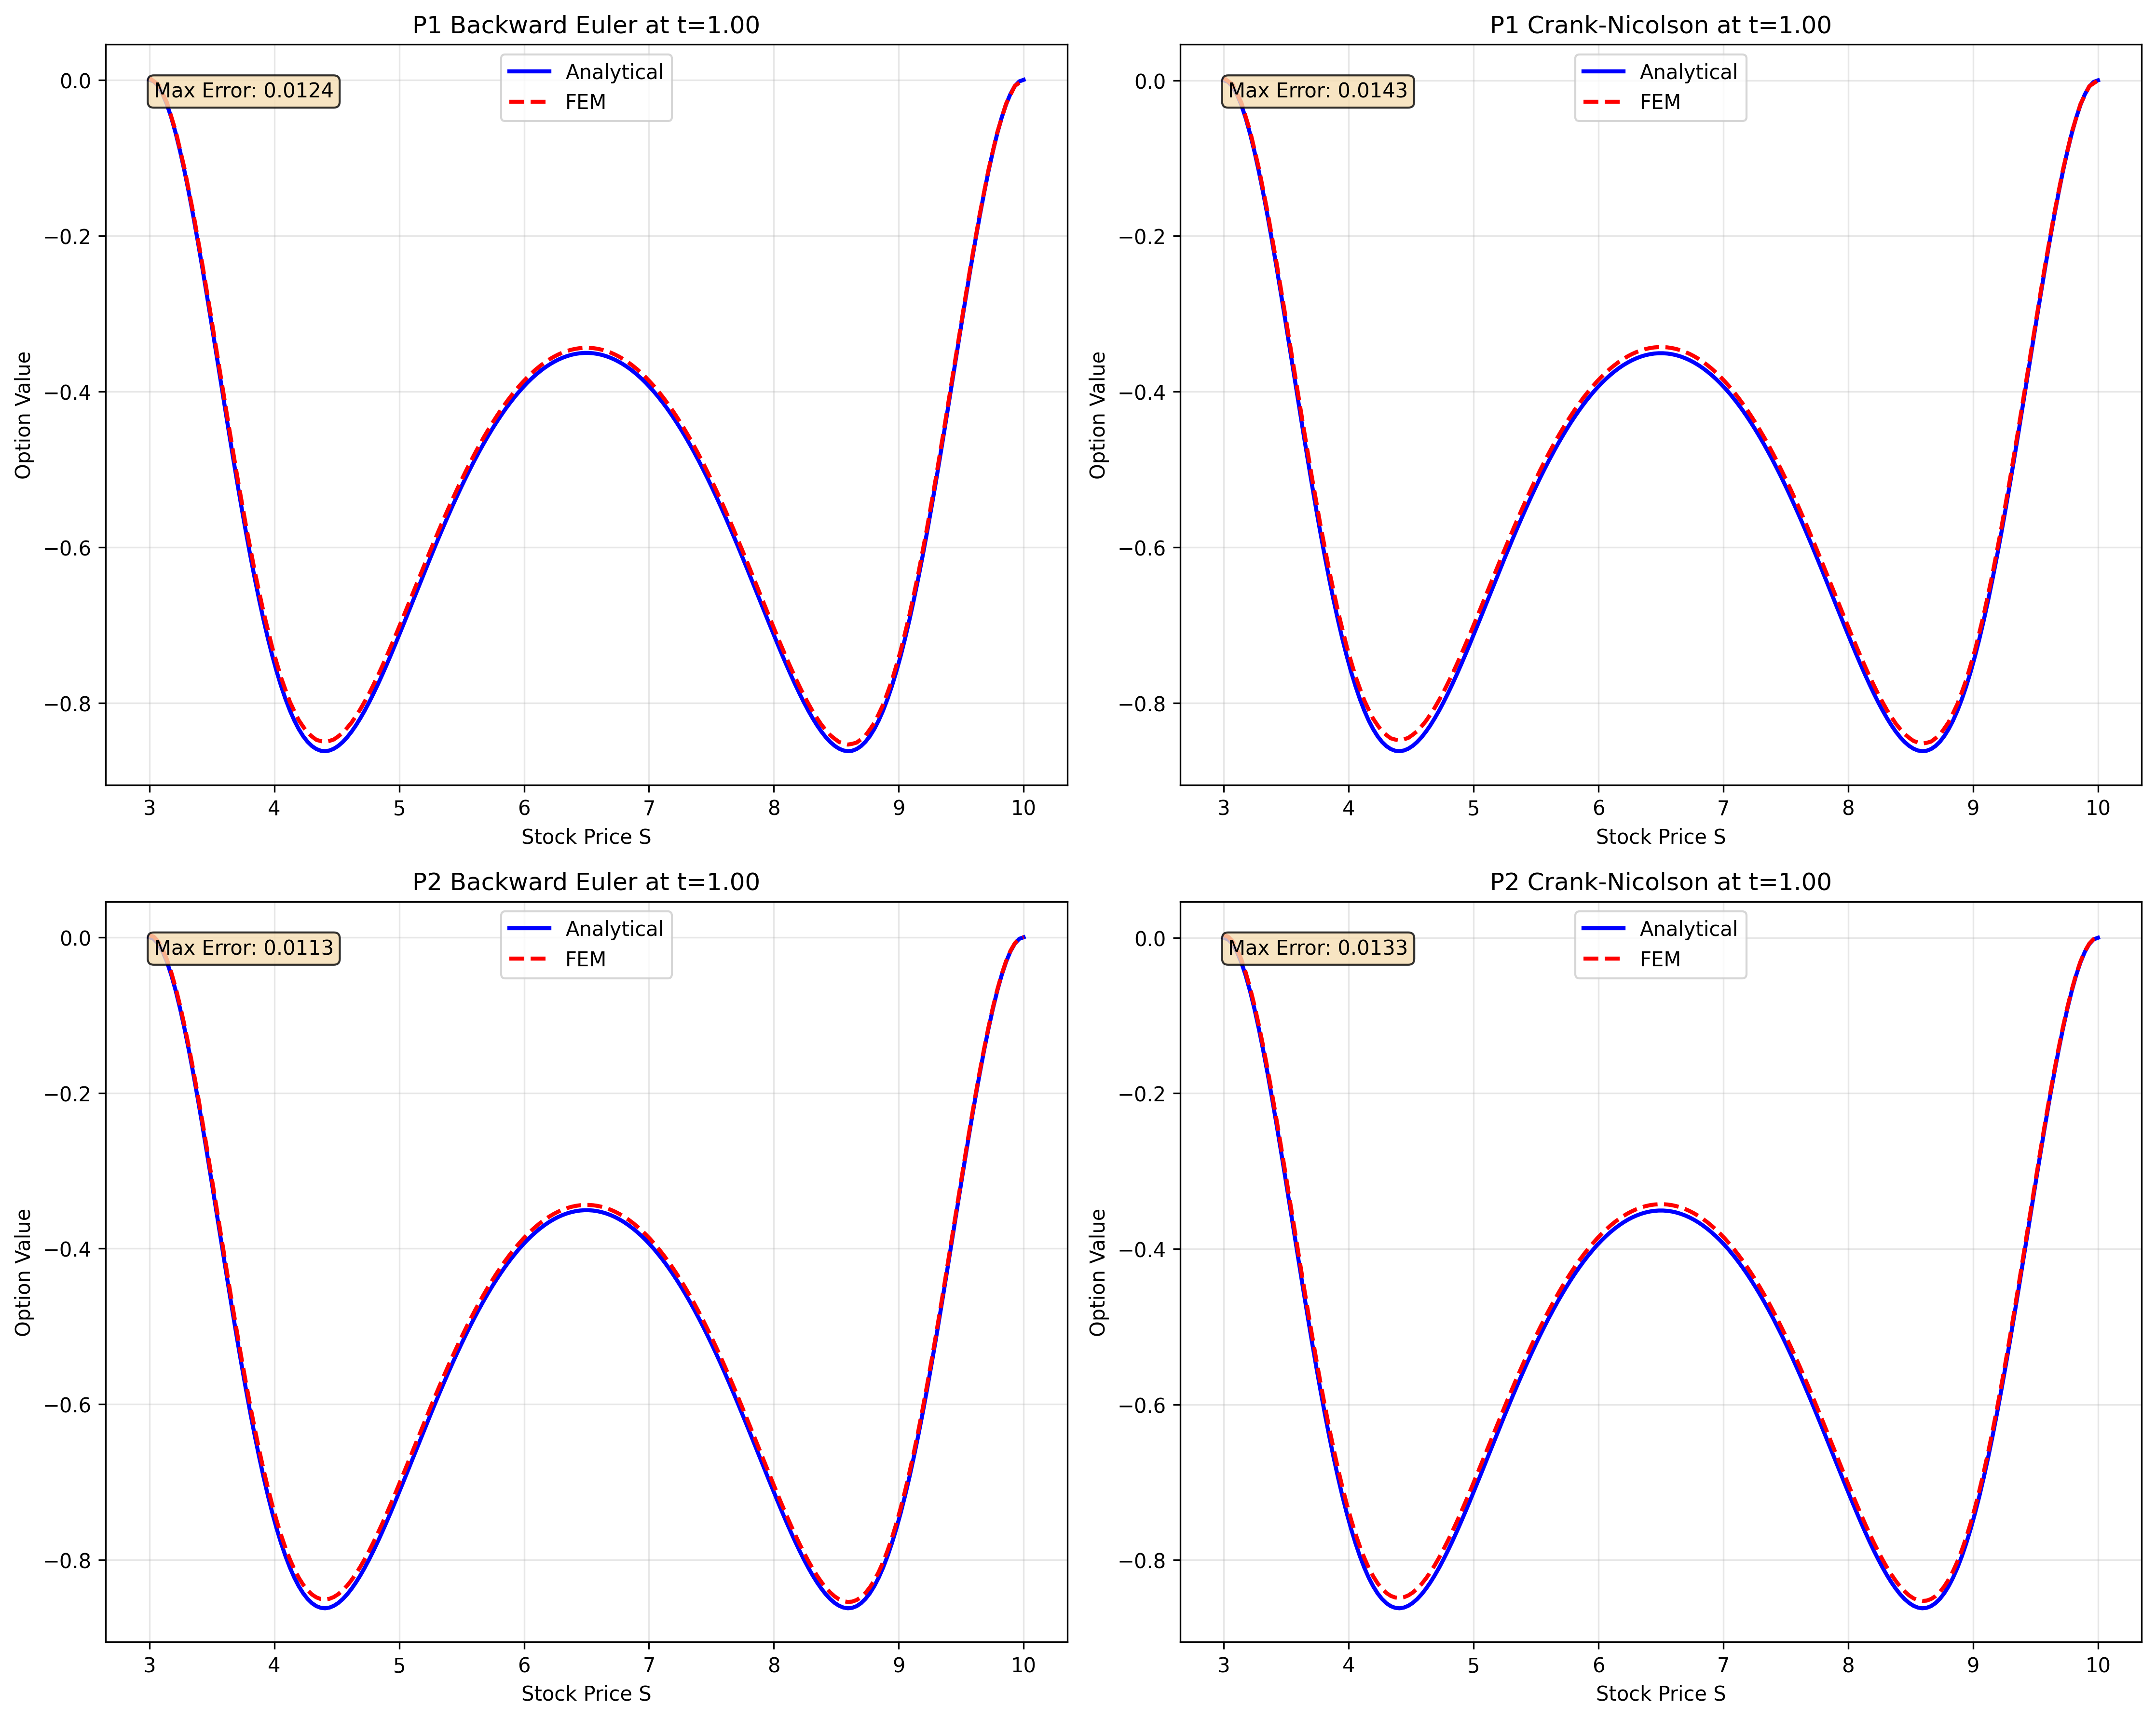 P1 Backward Euler at t=1.00
Max Error: 0.0124
Analytical
FEM
Option Value
0.0
−0.2
−0.4
−0.6
−0.8
3 4 5 6 7 8 9 10
Stock Price S
P1 Crank-Nicolson at t=1.00
Max Error: 0.0143
Analytical
FEM
Option Value
0.0
−0.2
−0.4
−0.6
−0.8
3 4 5 6 7 8 9 10
Stock Price S
P2 Backward Euler at t=1.00
Max Error: 0.0113
Analytical
FEM
Option Value
0.0
−0.2
−0.4
−0.6
−0.8
3 4 5 6 7 8 9 10
Stock Price S
P2 Crank-Nicolson at t=1.00
Max Error: 0.0133
Analytical
FEM
Option Value
0.0
−0.2
−0.4
−0.6
−0.8
3 4 5 6 7 8 9 10
Stock Price S